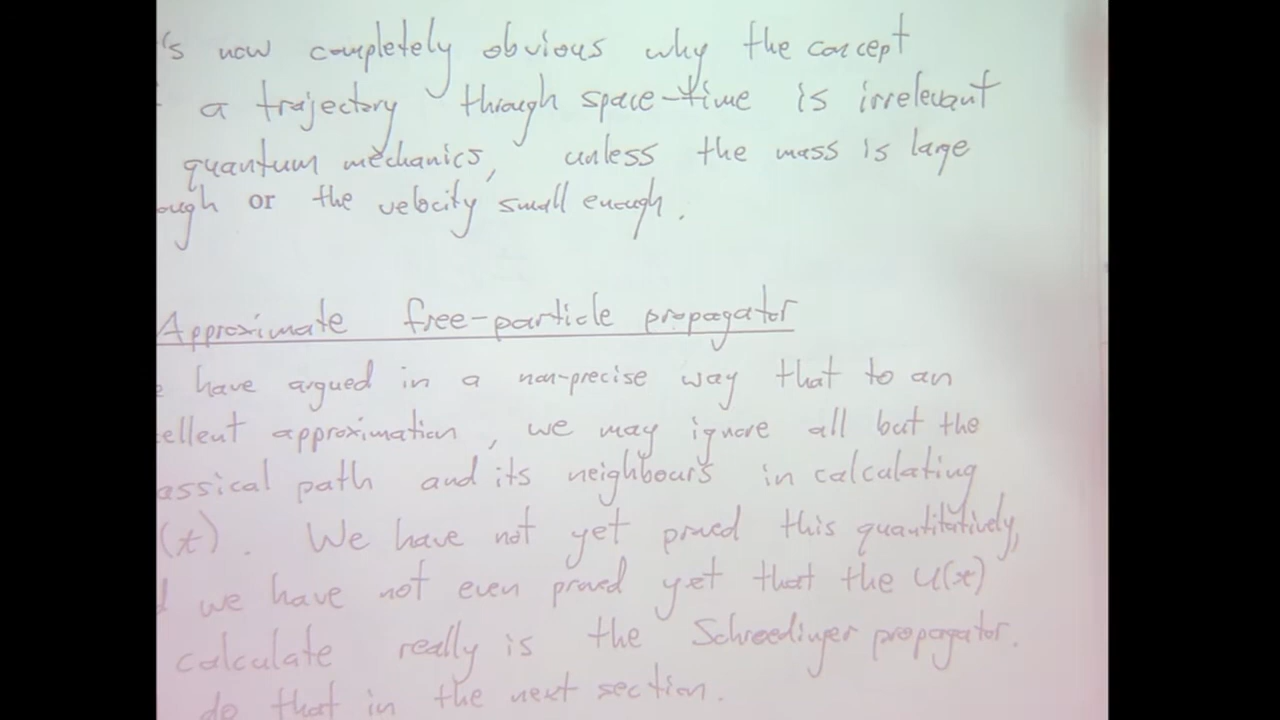 's now completely obvious why the concept
a trajectory through space-time is irrelevant
quantum mechanics, unless the mass is large
ough or the velocity small enough.
Approximate free-particle propagator
e have argued in a non-precise way that to an
ellent approximation, we may ignore all but the
assical path and its neighbours in calculating
(t). We have not yet proved this quantitatively,
d we have not even proved yet that the U(t)
calculate really is the Schroedinger propagator.
do that in the next section.